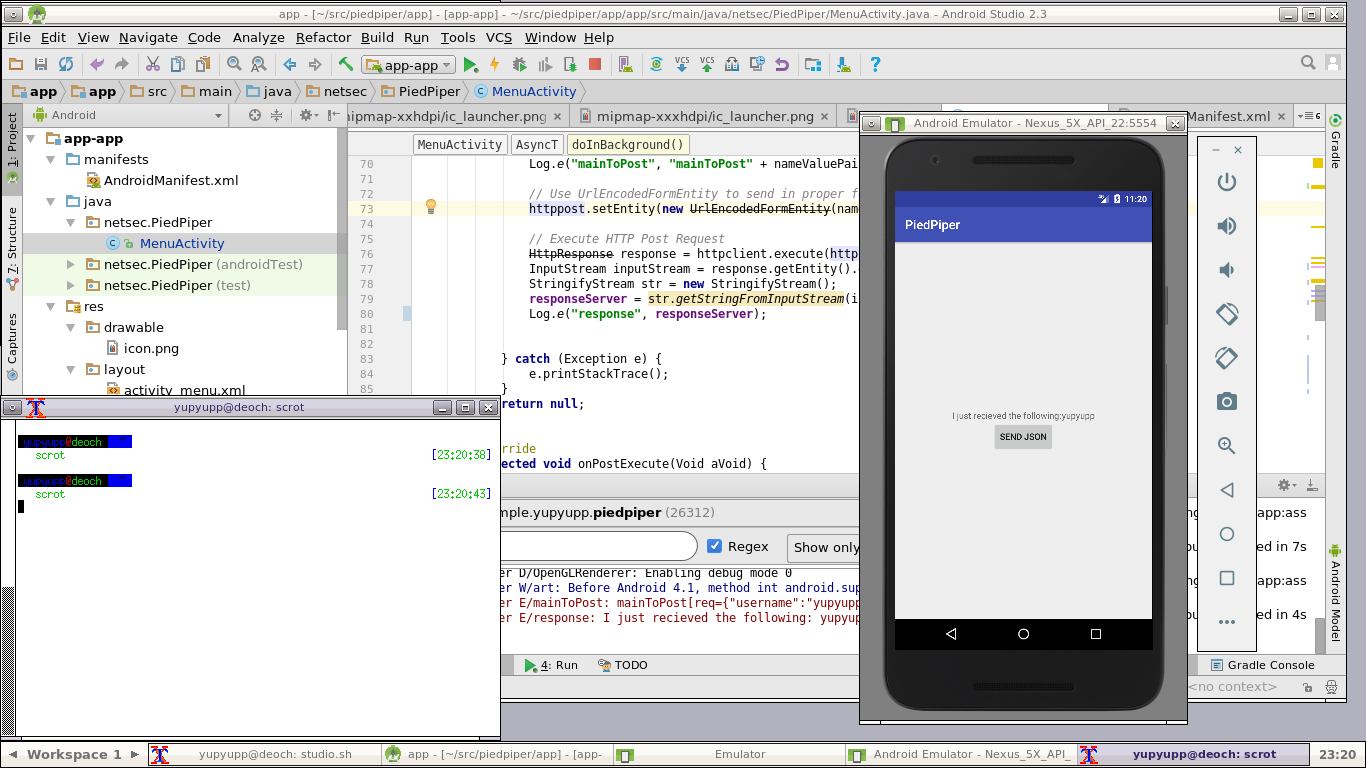 app - [~/src/piedpiper/app] - [app-app] - ~/src/piedpiper/app/app/src/main/java/netsec/PiedPiper/MenuActivity.java - Android Studio 2.3
File Edit View Navigate Code Analyze Refactor Build Run Tools VCS Window Help
app-app
VCS VCS
app app src main java netsec PiedPiper MenuActivity
Android
mipmap-xxhdpi/ic_launcher.png
mipmap-xxxhdpi/ic_launcher.png
Manifest.xml
6
1: Project
7: Structure
Captures
app-app
manifests
AndroidManifest.xml
java
netsec.PiedPiper
MenuActivity
netsec.PiedPiper (androidTest)
netsec.PiedPiper (test)
res
drawable
icon.png
layout
activity_menu.xml
MenuActivity AsyncT doInBackground()
70 Log.e("mainToPost", "mainToPost" + nameValuePai
71
72 // Use UrlEncodedFormEntity to send in proper f
73 httppost.setEntity(new UrlEncodedFormEntity(nam
74
75 // Execute HTTP Post Request
76 HttpResponse response = httpclient.execute(http
77 InputStream inputStream = response.getEntity().
78 StringifyStream str = new StringifyStream();
79 responseServer = str.getStringFromInputStream(i
80 Log.e("response", responseServer);
81
82
83 } catch (Exception e) {
84 e.printStackTrace();
85 }
return null;
rride
ected void onPostExecute(Void aVoid) {
mple.yupyupp.piedpiper (26312)
Regex
Show only
er D/OpenGLRenderer: Enabling debug mode 0
er W/art: Before Android 4.1, method int android.sup
er E/mainToPost: mainToPost[req={"username":"yupyupp
er E/response: I just recieved the following: yupyup
4: Run
TODO
Gradle Console
<no context>
Gradle
Android Model
app:ass
ed in 7s
app:ass
ed in 4s
Android Emulator - Nexus_5X_API_22:5554
11:20
PiedPiper
I just recieved the following:yupyupp
SEND JSON
yupyupp@deoch: scrot
yupyupp@deoch
scrot [23:20:38]
yupyupp@deoch
scrot [23:20:43]
Workspace 1
yupyupp@deoch: studio.sh
app - [~/src/piedpiper/app] - [app-
Emulator
Android Emulator - Nexus_5X_API_
yupyupp@deoch: scrot
23:20